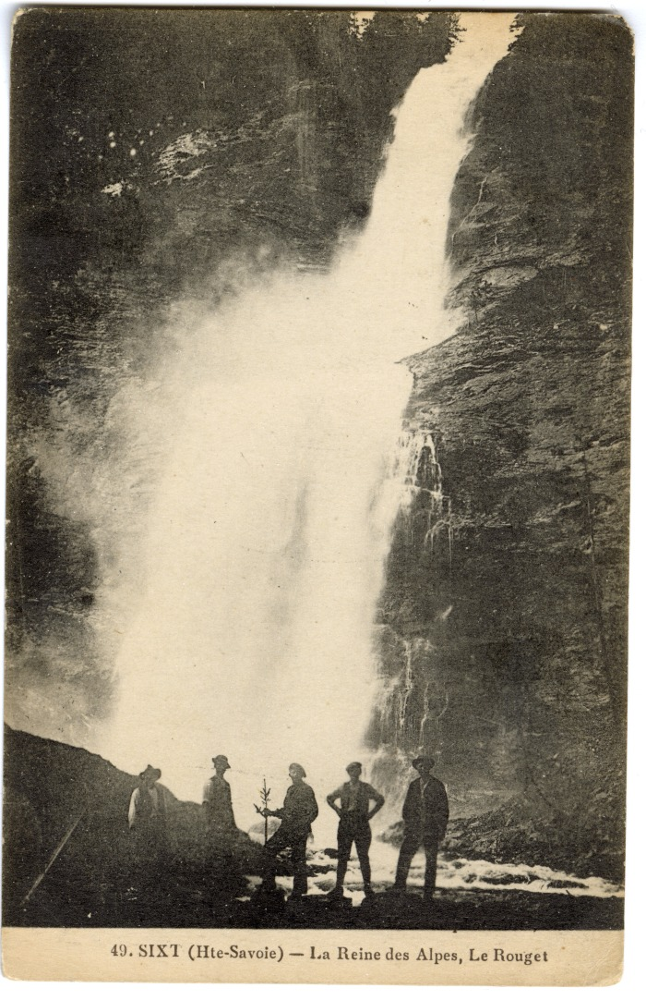 49. SIXT (Hte-Savoie) — La Reine des Alpes, Le Rouget